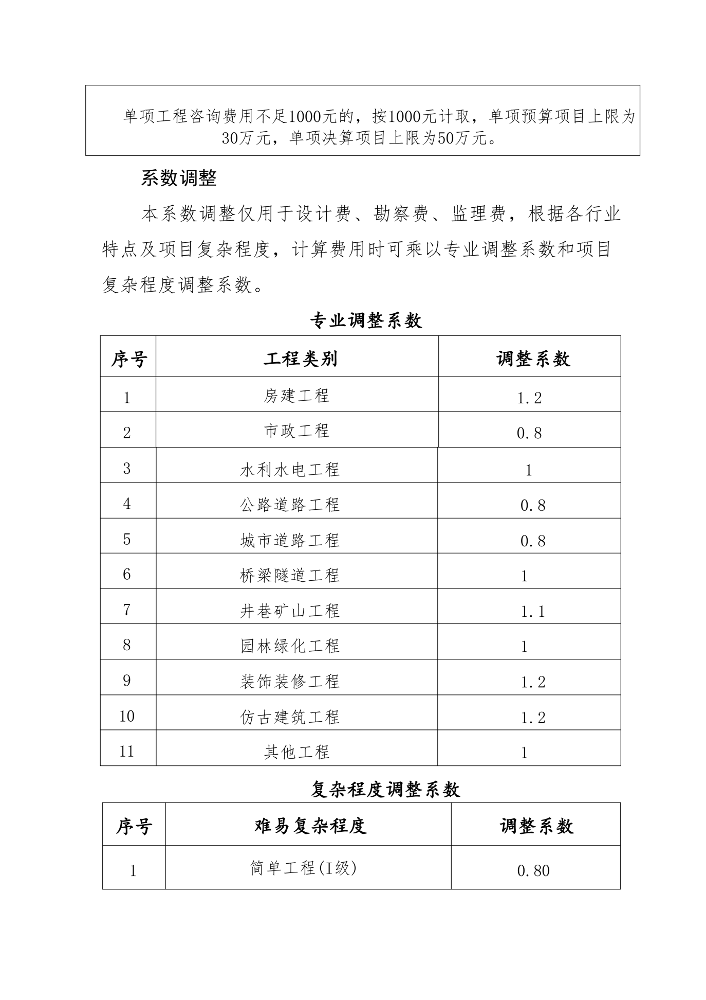 单项工程咨询费用不足1000元的，按1000元计取，单项预算项目上限为
30万元，单项决算项目上限为50万元。
系数调整
本系数调整仅用于设计费、勘察费、监理费，根据各行业
特点及项目复杂程度，计算费用时可乘以专业调整系数和项目
复杂程度调整系数。
专业调整系数
序号 工程类别 调整系数
1 房建工程 1.2
2 市政工程 0.8
3 水利水电工程 1
4 公路道路工程 0.8
5 城市道路工程 0.8
6 桥梁隧道工程 1
7 井巷矿山工程 1.1
8 园林绿化工程 1
9 装饰装修工程 1.2
10 仿古建筑工程 1.2
11 其他工程 1
复杂程度调整系数
序号 难易复杂程度 调整系数
1 简单工程(I级) 0.80